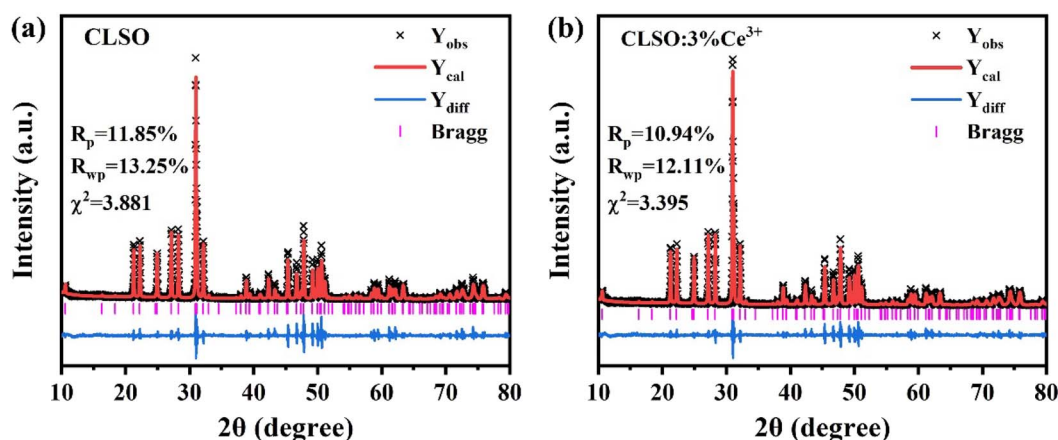 (a)
CLSO
Y_obs
Y_cal
Y_diff
Bragg
R_p=11.85%
R_wp=13.25%
χ²=3.881
Intensity (a.u.)
10 20 30 40 50 60 70 80
2θ (degree)
(b)
CLSO:3%Ce³⁺
Y_obs
Y_cal
Y_diff
Bragg
R_p=10.94%
R_wp=12.11%
χ²=3.395
Intensity (a.u.)
10 20 30 40 50 60 70 80
2θ (degree)